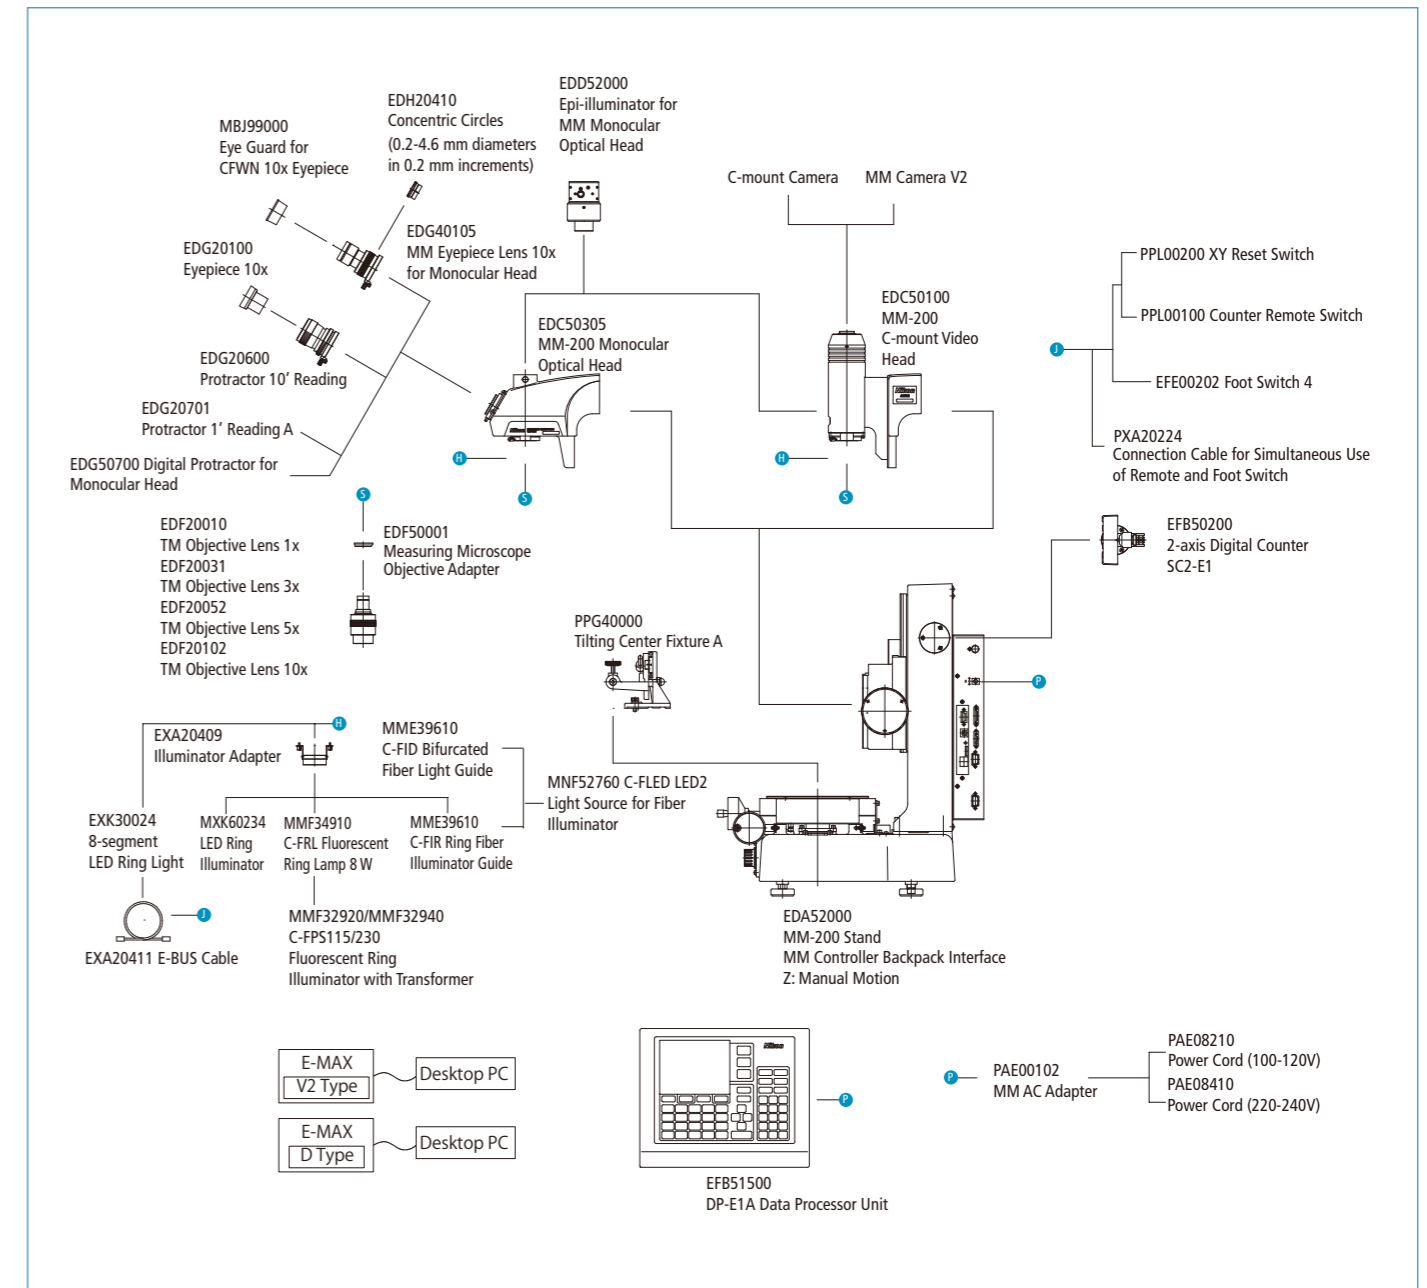 EDD52000
Epi-illuminator for
MM Monocular
Optical Head
EDH20410
Concentric Circles
(0.2-4.6 mm diameters
in 0.2 mm increments)
MBJ99000
Eye Guard for
CFWN 10x Eyepiece
C-mount Camera
MM Camera V2
EDG40105
MM Eyepiece Lens 10x
for Monocular Head
EDG20100
Eyepiece 10x
PPL00200 XY Reset Switch
PPL00100 Counter Remote Switch
J
EFE00202 Foot Switch 4
PXA20224
Connection Cable for Simultaneous Use
of Remote and Foot Switch
EDC50305
MM-200 Monocular
Optical Head
EDC50100
MM-200
C-mount Video
Head
Nikon
Nikon
EDG20600
Protractor 10′ Reading
EDG20701
Protractor 1′ Reading A
EDG50700 Digital Protractor for
Monocular Head
H
S
H
S
S
EDF20010
TM Objective Lens 1x
EDF20031
TM Objective Lens 3x
EDF20052
TM Objective Lens 5x
EDF20102
TM Objective Lens 10x
EDF50001
Measuring Microscope
Objective Adapter
EFB50200
2-axis Digital Counter
SC2-E1
PPG40000
Tilting Center Fixture A
P
H
EXA20409
Illuminator Adapter
MME39610
C-FID Bifurcated
Fiber Light Guide
MNF52760 C-FLED LED2
Light Source for Fiber
Illuminator
EXK30024
8-segment
LED Ring Light
MXK60234
LED Ring
Illuminator
MMF34910
C-FRL Fluorescent
Ring Lamp 8 W
MME39610
C-FIR Ring Fiber
Illuminator Guide
J
EXA20411 E-BUS Cable
MMF32920/MMF32940
C-FPS115/230
Fluorescent Ring
Illuminator with Transformer
EDA52000
MM-200 Stand
MM Controller Backpack Interface
Z: Manual Motion
E-MAX
V2 Type
Desktop PC
E-MAX
D Type
Desktop PC
Nikon
P
EFB51500
DP-E1A Data Processor Unit
P
PAE00102
MM AC Adapter
PAE08210
Power Cord (100-120V)
PAE08410
Power Cord (220-240V)